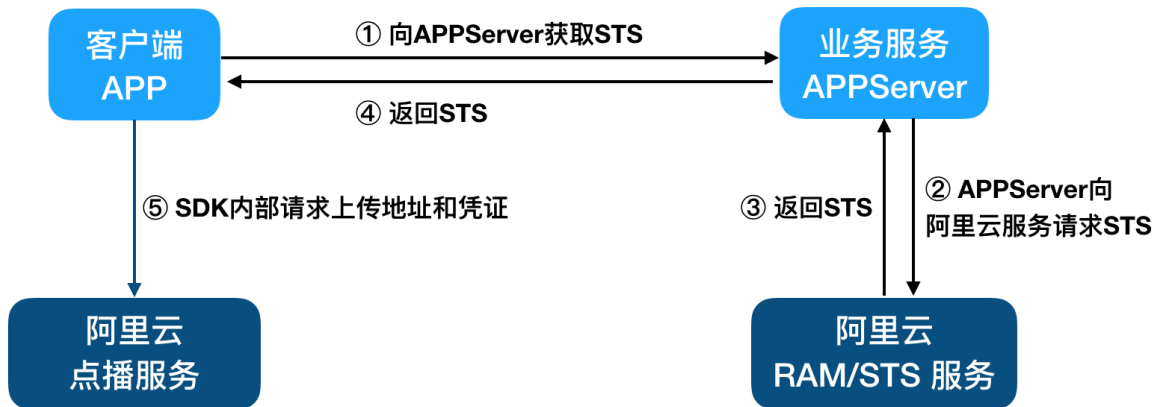 客户端
APP
① 向APPServer获取STS
④ 返回STS
业务服务
APPServer
⑤ SDK内部请求上传地址和凭证
③ 返回STS
② APPServer向
阿里云服务请求STS
阿里云
点播服务
阿里云
RAM/STS 服务